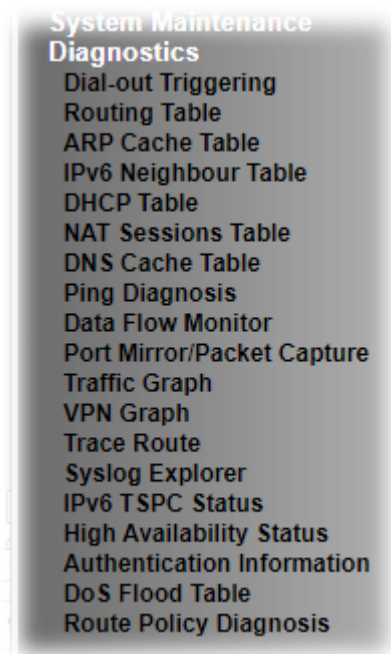 System Maintenance
Diagnostics
Dial-out Triggering
Routing Table
ARP Cache Table
IPv6 Neighbour Table
DHCP Table
NAT Sessions Table
DNS Cache Table
Ping Diagnosis
Data Flow Monitor
Port Mirror/Packet Capture
Traffic Graph
VPN Graph
Trace Route
Syslog Explorer
IPv6 TSPC Status
High Availability Status
Authentication Information
DoS Flood Table
Route Policy Diagnosis